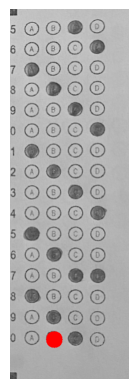 5 A B D
6 A B C
7 B C D
8 A C D
9 A B D
0 A B C
1 B C D
2 A C D
3 A B D
4 A B C
5 B C D
6 A C D
7 A B
8 B C D
9 A C D
0 A D